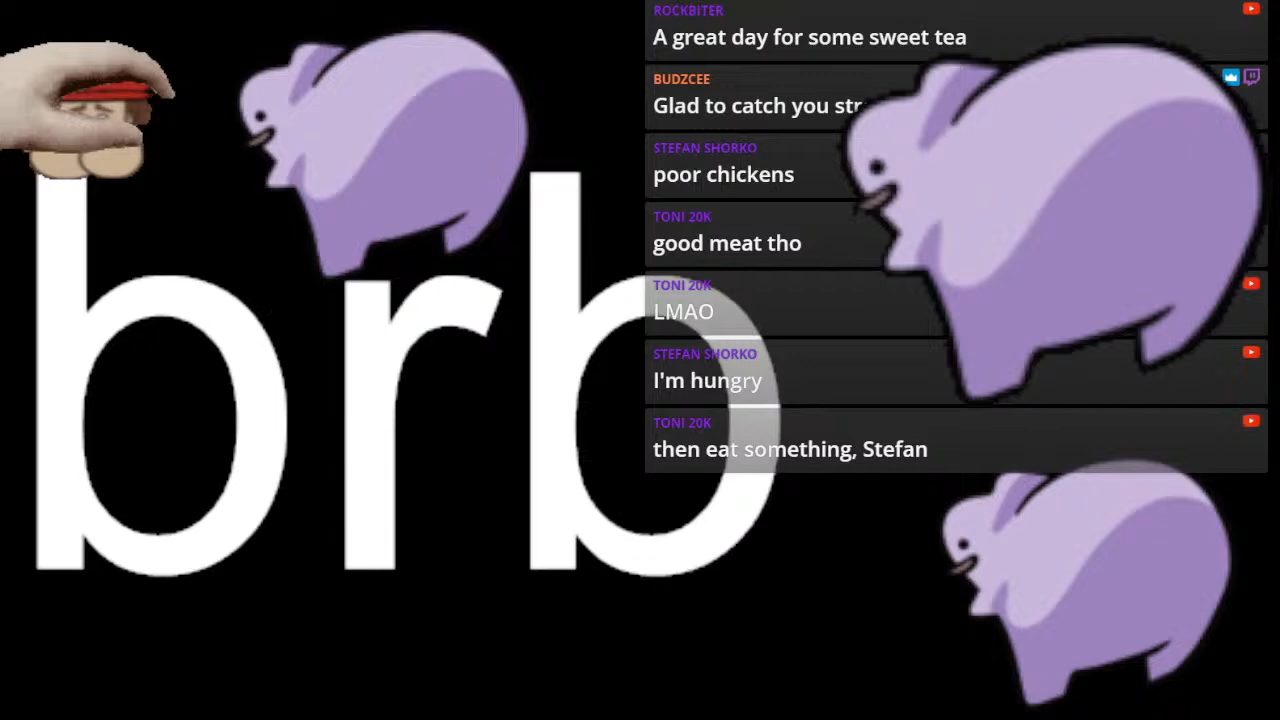 brb
ROCKBITER
A great day for some sweet tea
BUDZCEE
Glad to catch you
STEFAN SHORKO
poor chickens
TONI 20K
good meat tho
TONI 20K
LMAO
STEFAN SHORKO
I'm hungry
TONI 20K
then eat something, Stefan